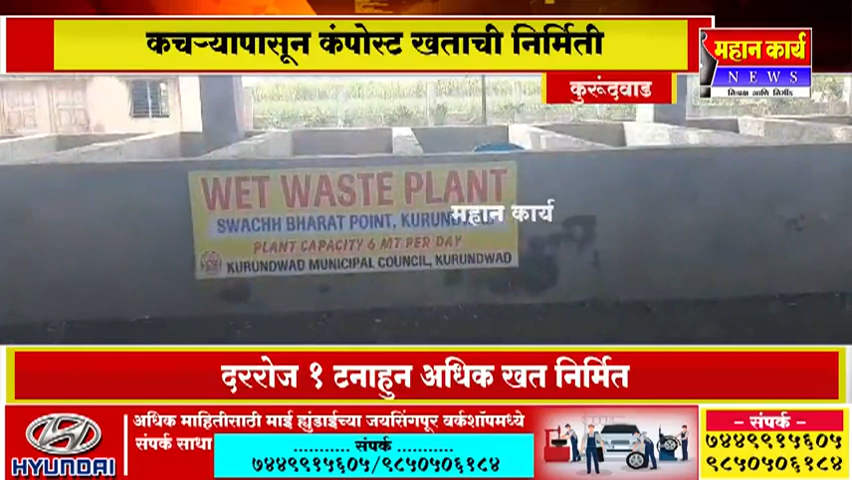 कचऱ्यापासून कंपोस्ट खताची निर्मिती
महान कार्य
NEWS
कुरूंदवाड
WET WASTE PLANT
SWACHH BHARAT POINT,
महान कार्य
PLANT CAPACITY 6 MT PER DAY
KURUNDWAD MUNICIPAL COUNCIL, KURUNDWAD
दररोज १ टनाहुन अधिक खत निर्मित
अधिक माहितीसाठी माई ह्युंडाईच्या जयसिंगपूर वर्कशॉपमध्ये
संपर्क साधा
HYUNDAI
........... संपर्क ...........
७४४९९१५६०५/९८५०५०६१८४
- संपर्क -
७४४९९१५६०५
९८५०५०६१८४